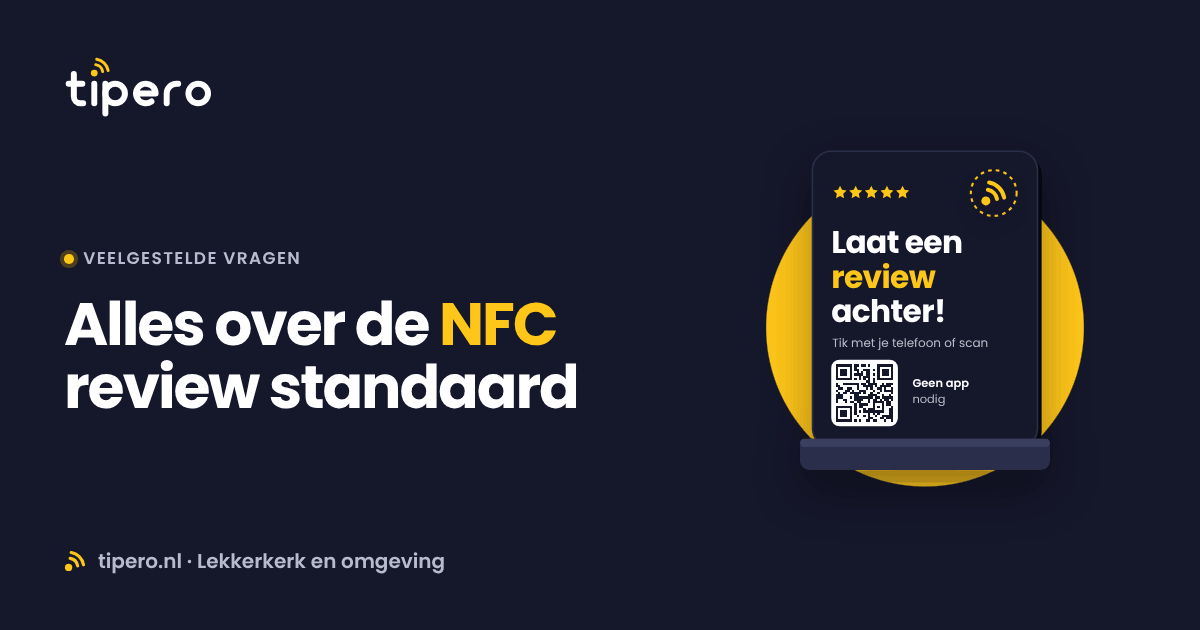 tipero
VEELGESTELDE VRAGEN
Alles over de NFC
review standaard
tipero.nl · Lekkerkerk en omgeving
Laat een
review
achter!
Tik met je telefoon of scan
Geen app
nodig